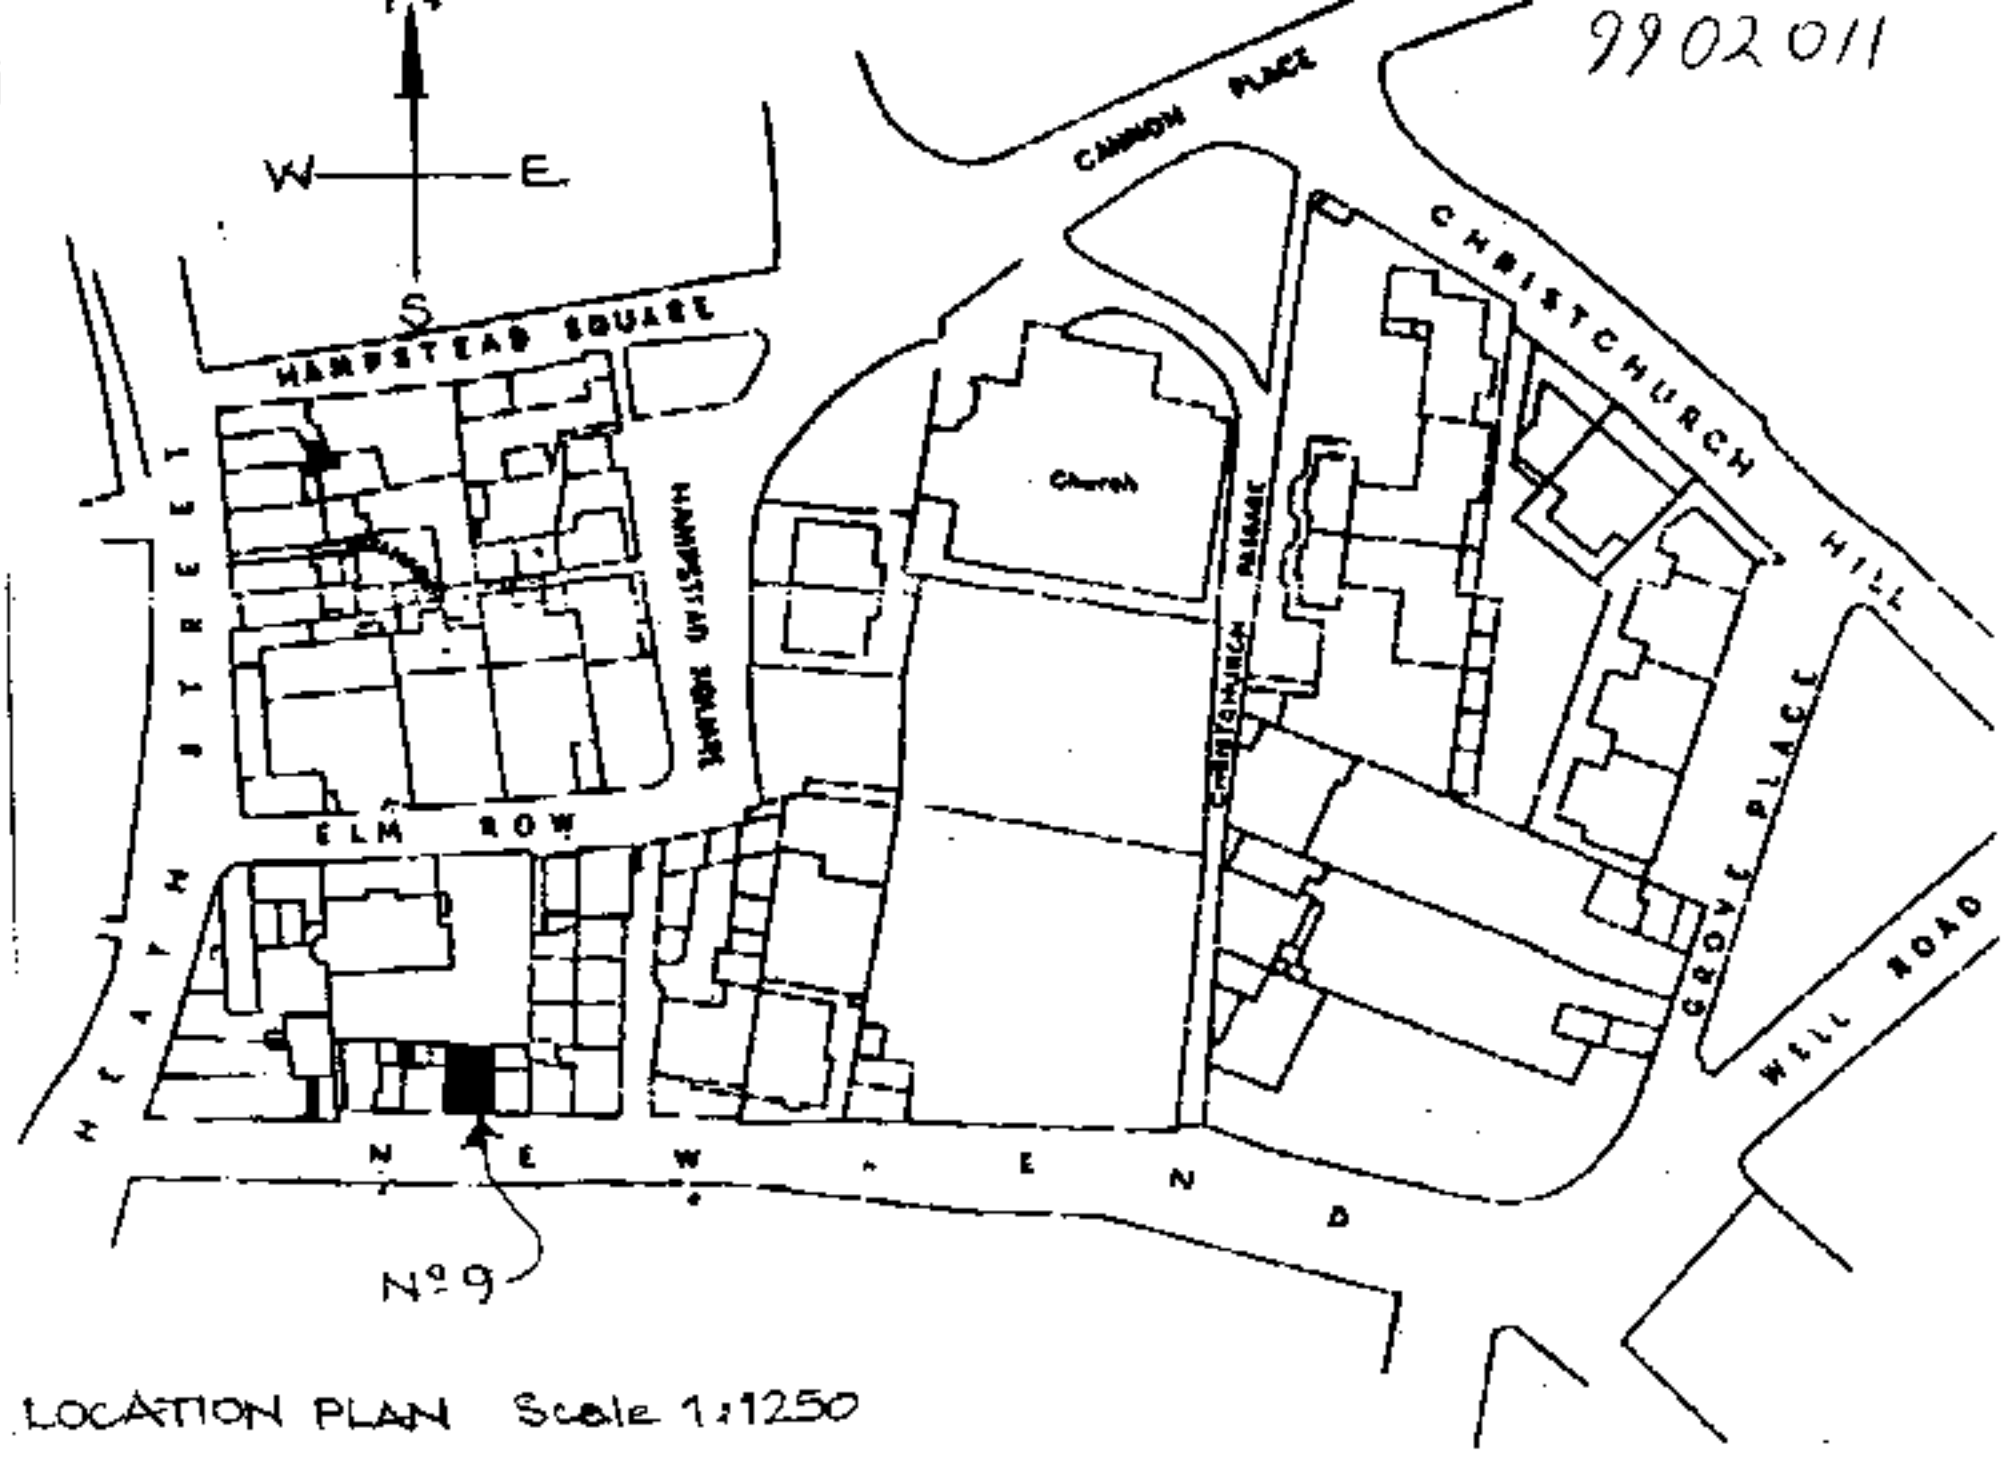 9902011
N
W E
S
CANNON PLACE
CHRISTCHURCH HILL
HAMPSTEAD SQUARE
HAMPSTEAD SQUARE
Church
CHRISTCHURCH PASSAGE
HEATH STREET
ELM ROW
GROVE PLACE
WELL ROAD
NEW END
Nº 9
LOCATION PLAN Scale 1:1250